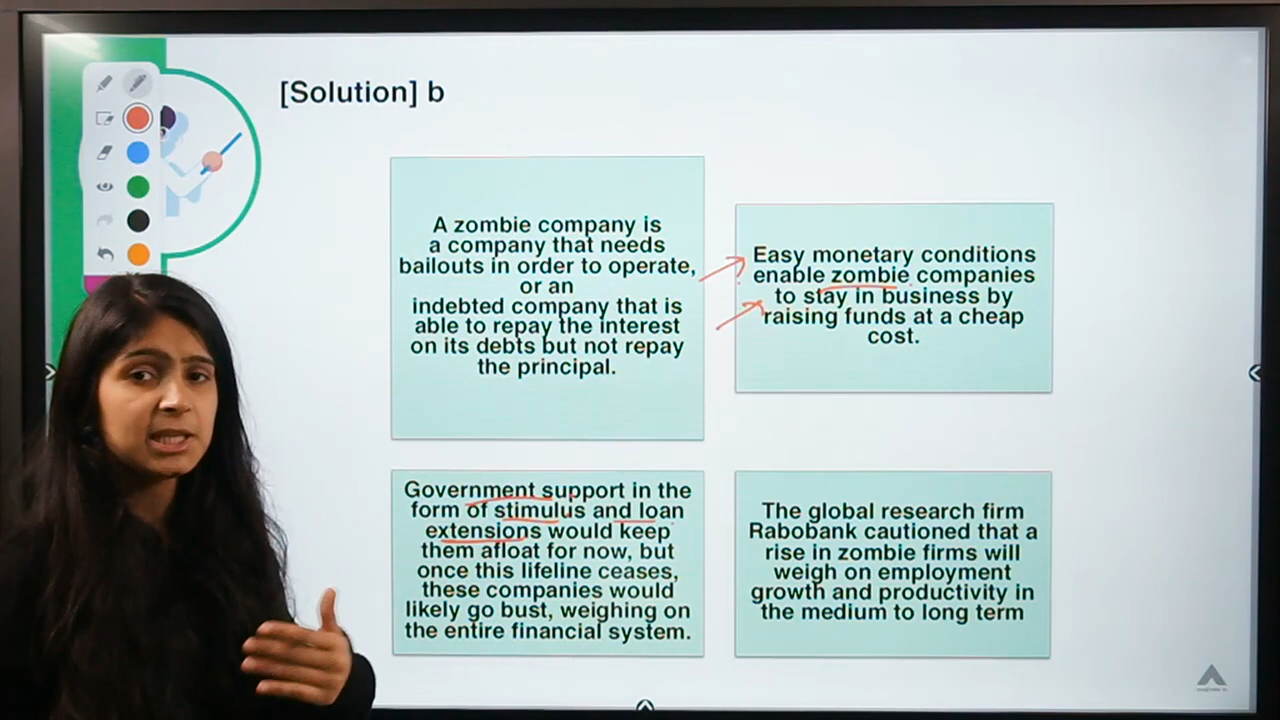 [Solution] b
A zombie company is
a company that needs
bailouts in order to operate,
or an
indebted company that is
able to repay the interest
on its debts but not repay
the principal.
Easy monetary conditions
enable zombie companies
to stay in business by
raising funds at a cheap
cost.
Government support in the
form of stimulus and loan
extensions would keep
them afloat for now, but
once this lifeline ceases,
these companies would
likely go bust, weighing on
the entire financial system.
The global research firm
Rabobank cautioned that a
rise in zombie firms will
weigh on employment
growth and productivity in
the medium to long term